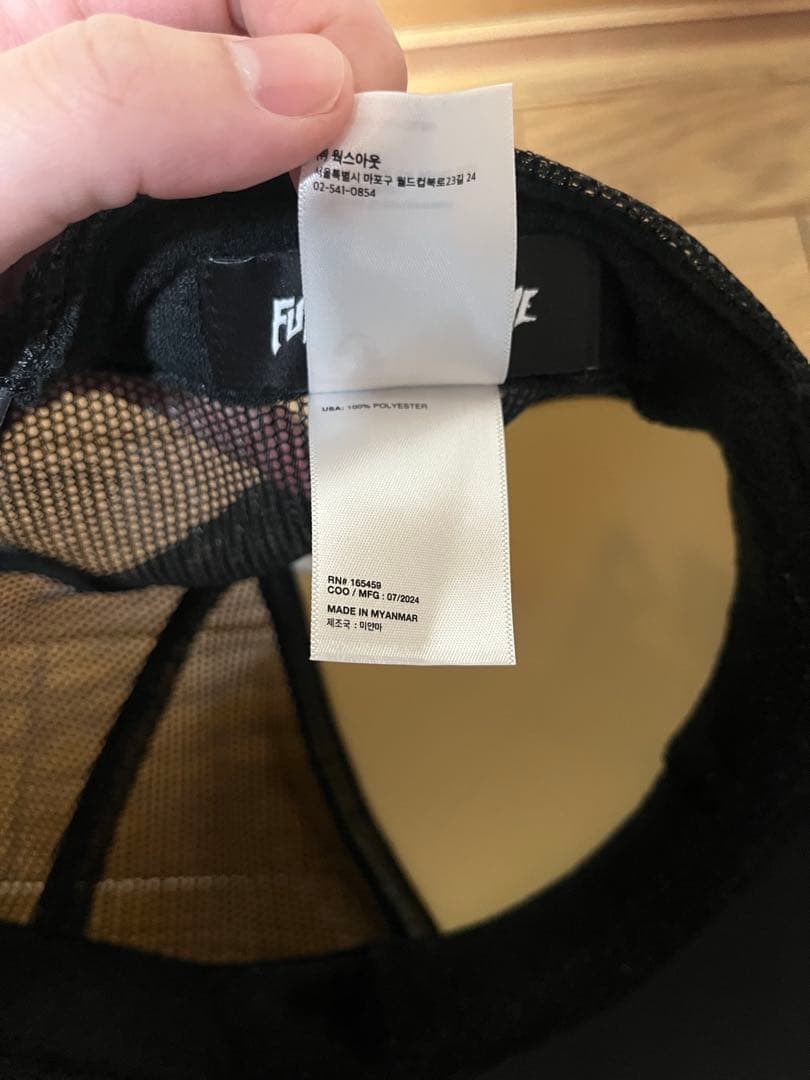 ㈜ 웍스아웃
서울특별시 마포구 월드컵북로23길 24
02-541-0854
USA: 100% POLYESTER
RN# 165459
COO / MFG : 07/2024
MADE IN MYANMAR
제조국 : 미얀마